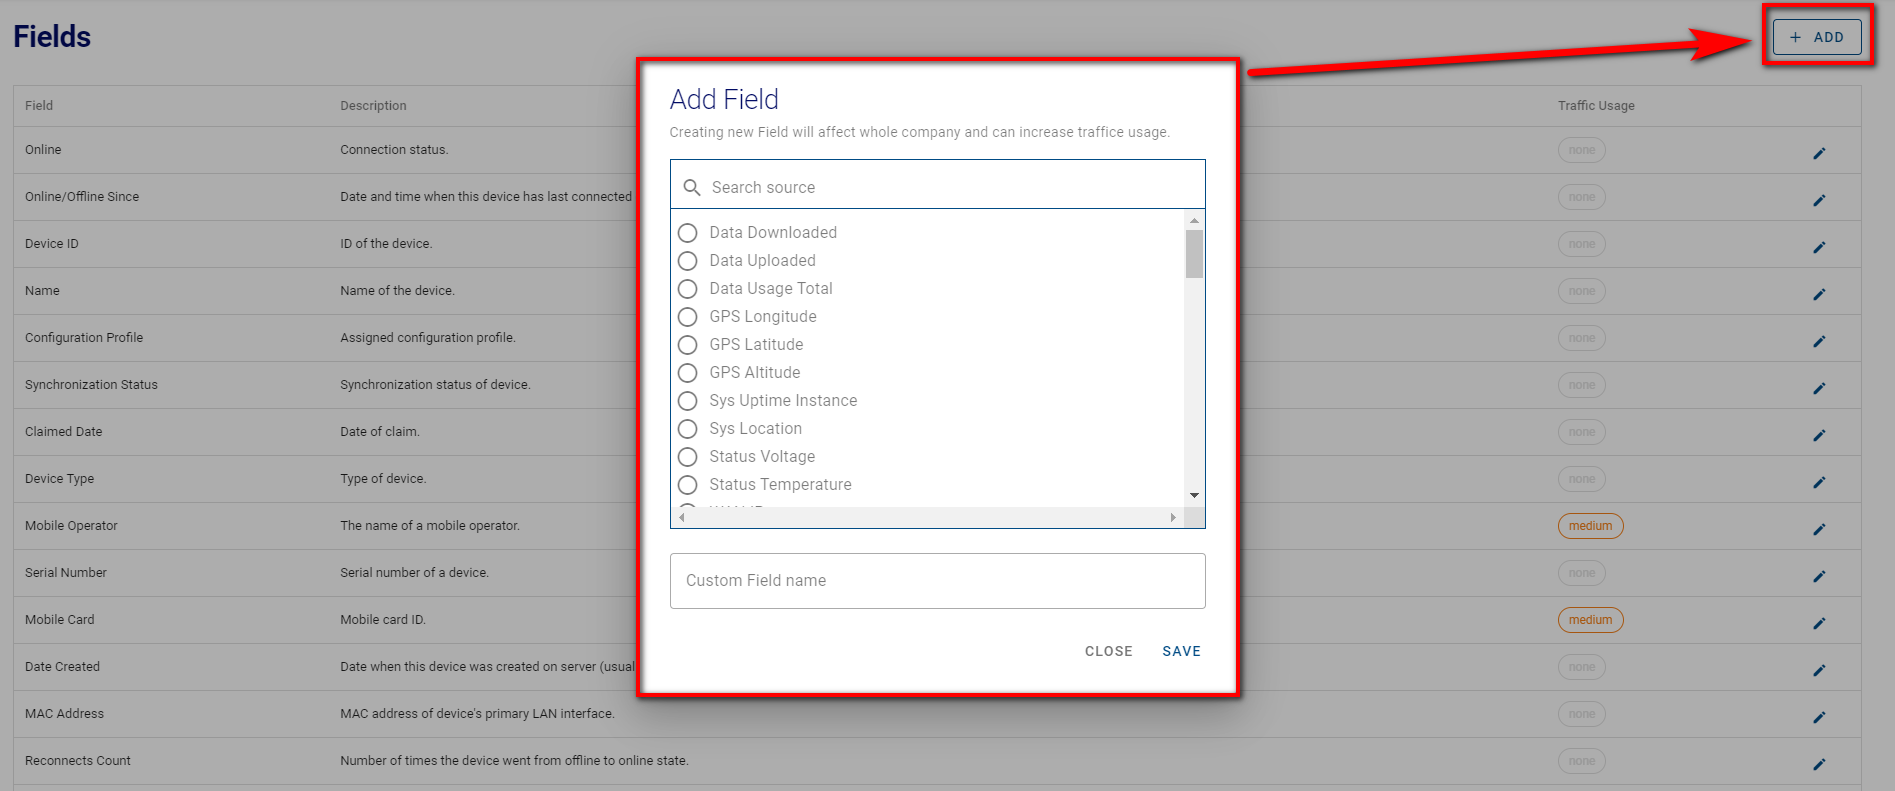 Fields
+ ADD
Field Description Traffic Usage
Online Connection status. none
Online/Offline Since Date and time when this device has last connected none
Device ID ID of the device. none
Name Name of the device. none
Configuration Profile Assigned configuration profile. none
Synchronization Status Synchronization status of device. none
Claimed Date Date of claim. none
Device Type Type of device. none
Mobile Operator The name of a mobile operator. medium
Serial Number Serial number of a device. none
Mobile Card Mobile card ID. medium
Date Created Date when this device was created on server (usual none
MAC Address MAC address of device's primary LAN interface. none
Reconnects Count Number of times the device went from offline to online state. none
Add Field
Creating new Field will affect whole company and can increase traffice usage.
Search source
Data Downloaded
Data Uploaded
Data Usage Total
GPS Longitude
GPS Latitude
GPS Altitude
Sys Uptime Instance
Sys Location
Status Voltage
Status Temperature
Custom Field name
CLOSE SAVE